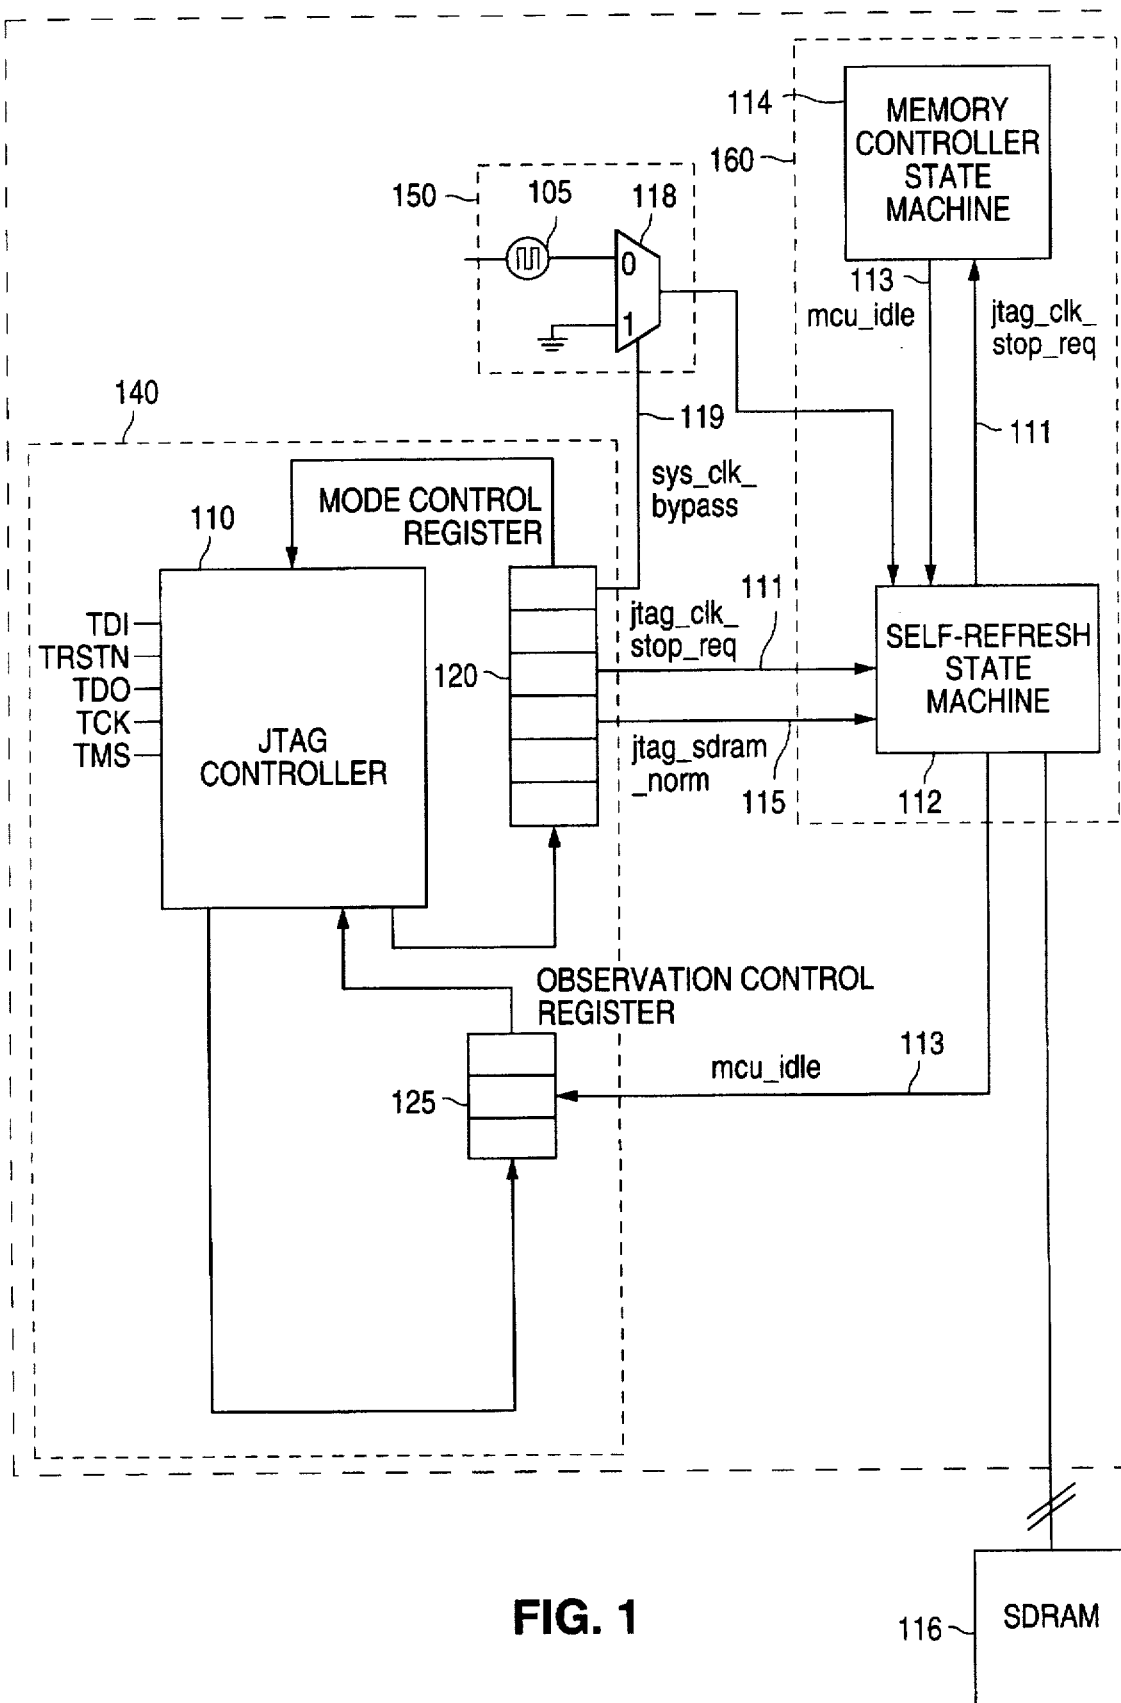 114
MEMORY
CONTROLLER
STATE
MACHINE
160
150
105
118
0
1
113
mcu_idle
jtag_clk_
stop_req
111
140
119
sys_clk_
bypass
MODE CONTROL
REGISTER
110
TDI
TRSTN
TDO
TCK
TMS
JTAG
CONTROLLER
120
jtag_clk_
stop_req
111
jtag_sdram
_norm
115
SELF-REFRESH
STATE
MACHINE
112
OBSERVATION CONTROL
REGISTER
125
mcu_idle
113
FIG. 1
116
SDRAM